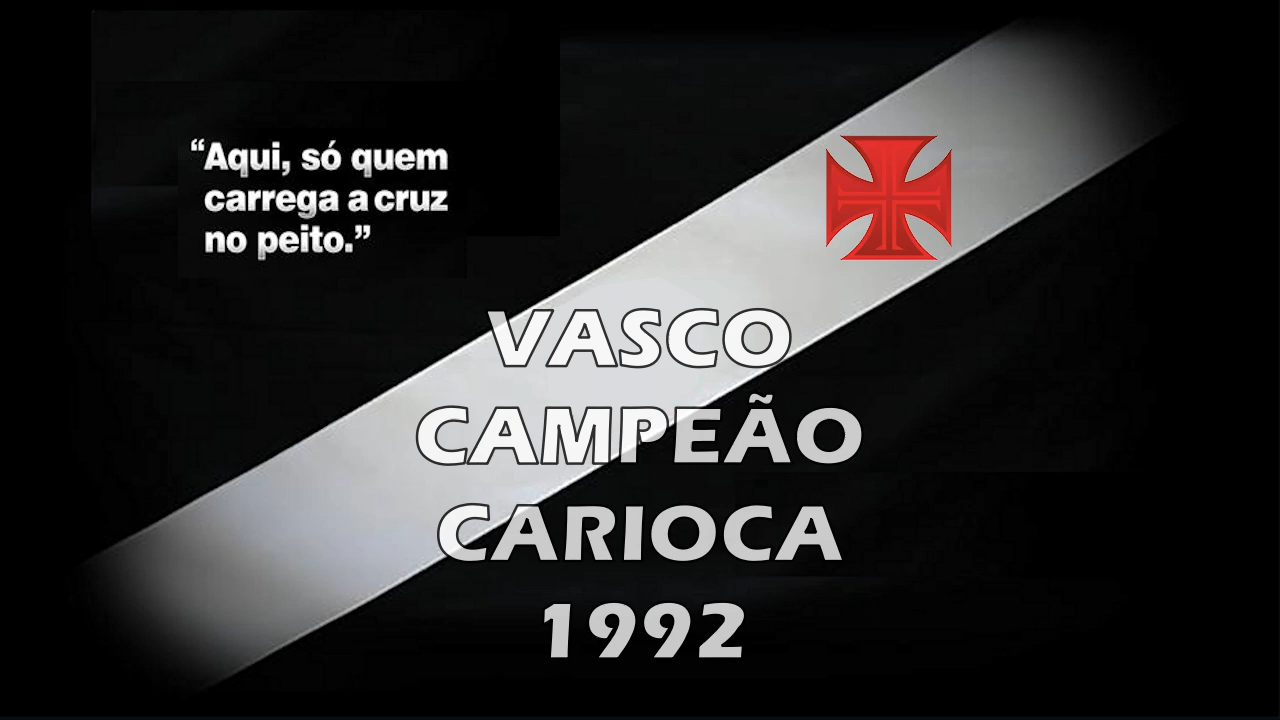 “Aqui, só quem
carrega a cruz
no peito.”
VASCO
CAMPEÃO
CARIOCA
1992